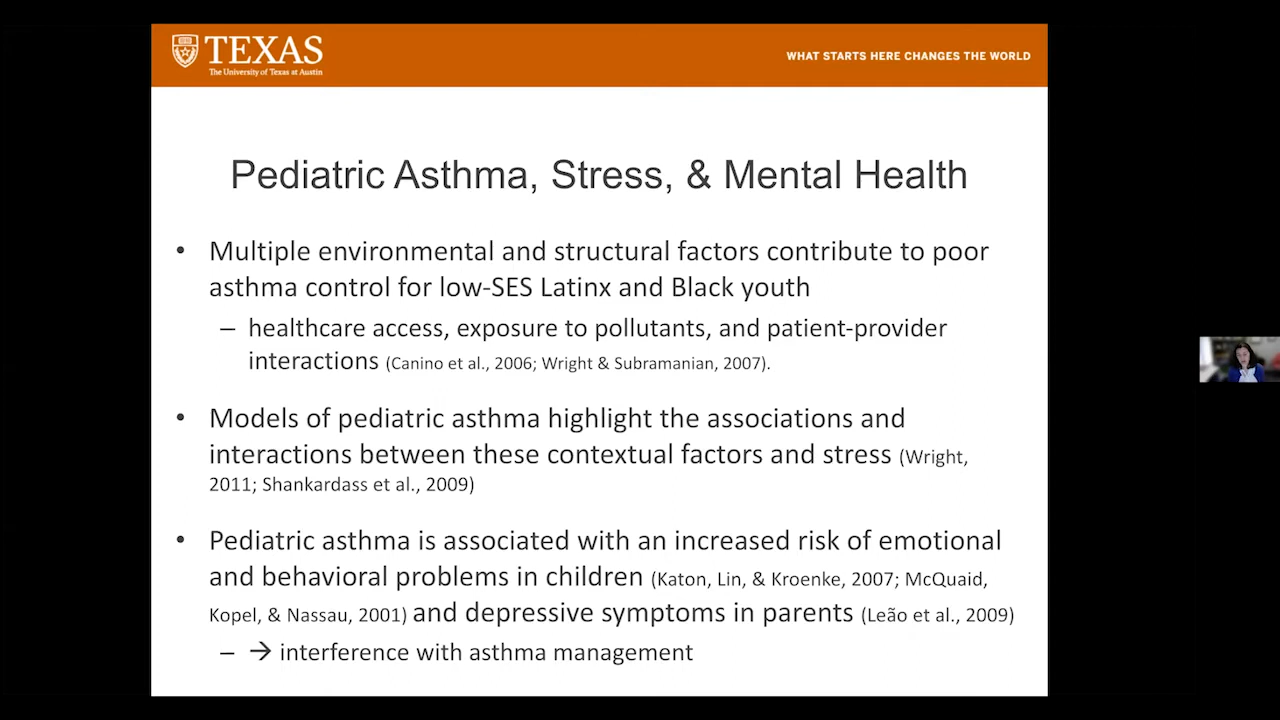 TEXAS
The University of Texas at Austin
WHAT STARTS HERE CHANGES THE WORLD
Pediatric Asthma, Stress, & Mental Health
• Multiple environmental and structural factors contribute to poor
asthma control for low-SES Latinx and Black youth
– healthcare access, exposure to pollutants, and patient-provider
interactions (Canino et al., 2006; Wright & Subramanian, 2007).
• Models of pediatric asthma highlight the associations and
interactions between these contextual factors and stress (Wright,
2011; Shankardass et al., 2009)
• Pediatric asthma is associated with an increased risk of emotional
and behavioral problems in children (Katon, Lin, & Kroenke, 2007; McQuaid,
Kopel, & Nassau, 2001) and depressive symptoms in parents (Leão et al., 2009)
– → interference with asthma management